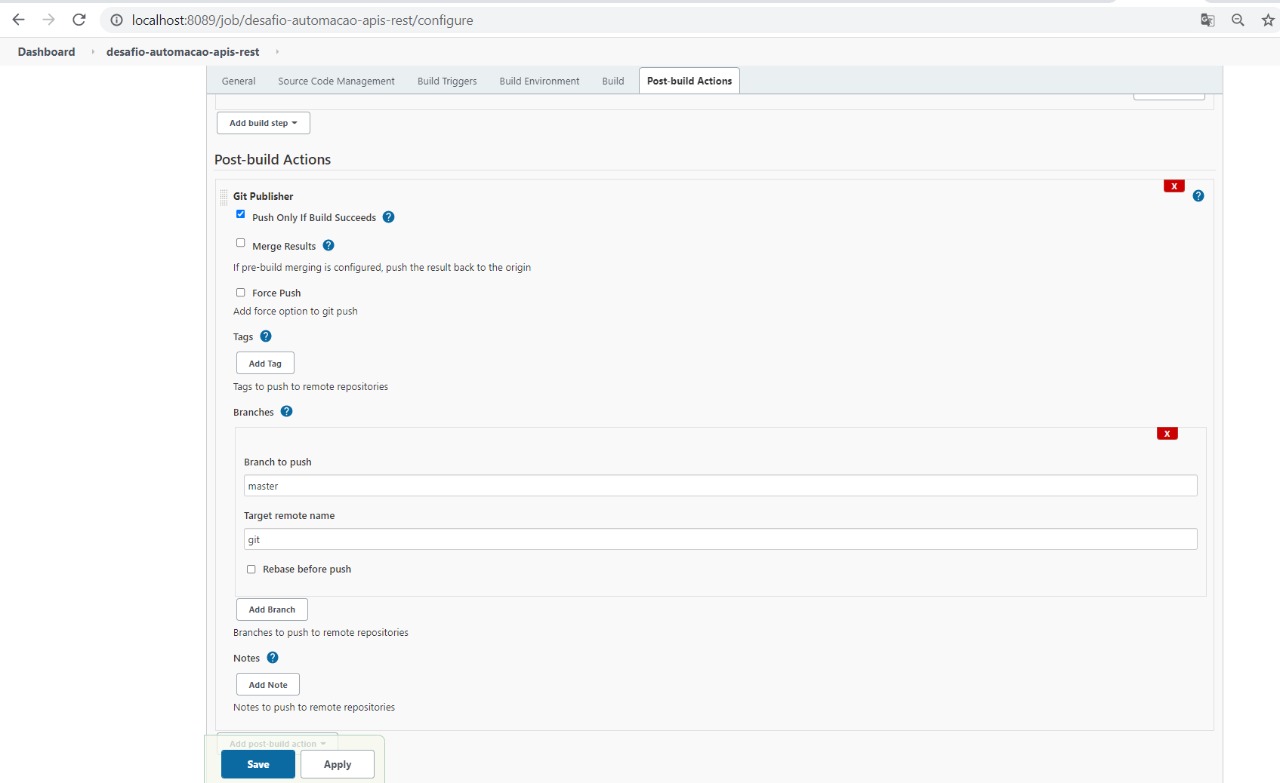 localhost:8089/job/desafio-automacao-apis-rest/configure
Dashboard desafio-automacao-apis-rest
General Source Code Management Build Triggers Build Environment Build Post-build Actions
Add build step
Post-build Actions
X
Git Publisher ?
Push Only If Build Succeeds ?
Merge Results ?
If pre-build merging is configured, push the result back to the origin
Force Push
Add force option to git push
Tags ?
Add Tag
Tags to push to remote repositories
Branches ?
X
Branch to push
master
Target remote name
git
Rebase before push
Add Branch
Branches to push to remote repositories
Notes ?
Add Note
Notes to push to remote repositories
Add post-build action
Save Apply